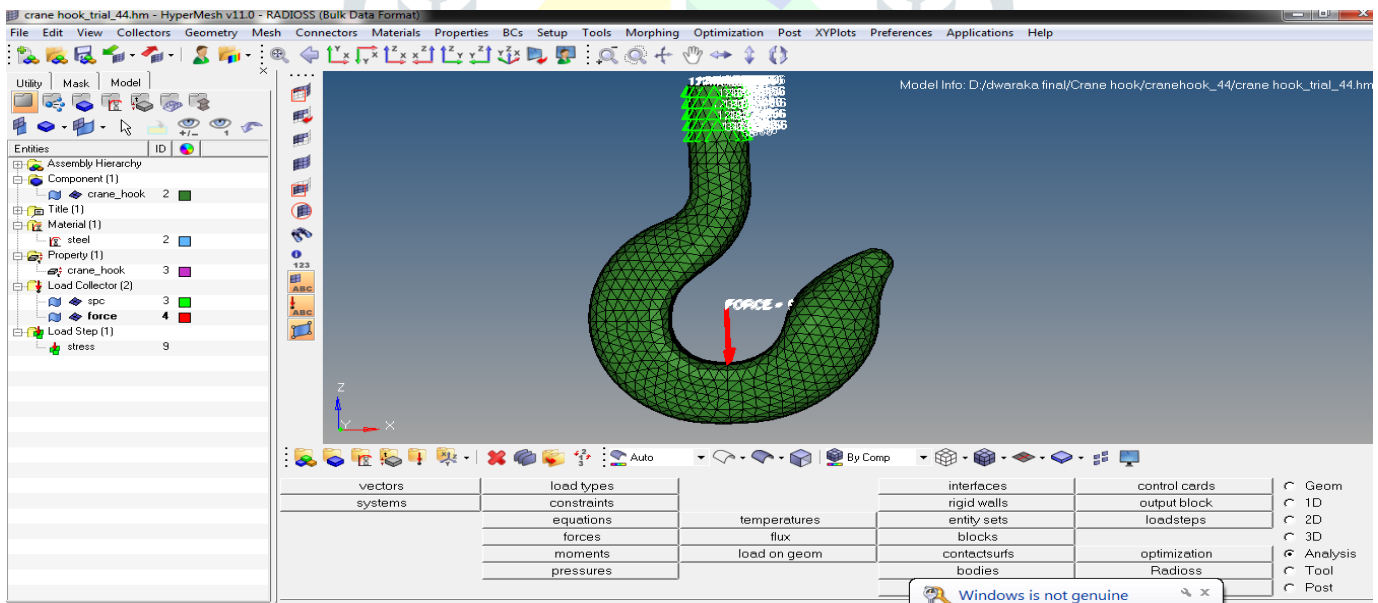 crane hook_trial_44.hm - HyperMesh v11.0 - RADIOSS (Bulk Data Format)
File Edit View Collectors Geometry Mesh Connectors Materials Properties BCs Setup Tools Morphing Optimization Post XYPlots Preferences Applications Help
Utility Mask Model
Model Info: D:/dwaraka final/Crane hook/cranehook_44/crane hook_trial_44.hm
Entities ID
Assembly Hierarchy
Component (1)
crane_hook 2
Title (1)
Material (1)
steel 2
Property (1)
crane_hook 3
Load Collector (2)
spc 3
force 4
Load Step (1)
stress 9
123
ABC
ABC
FORCE =
Z
Y X
Auto By Comp
vectors load types interfaces control cards Geom
systems constraints rigid walls output block 1D
equations temperatures entity sets loadsteps 2D
forces flux blocks 3D
moments load on geom contactsurfs optimization Analysis
pressures bodies Radioss Tool
Post
Windows is not genuine